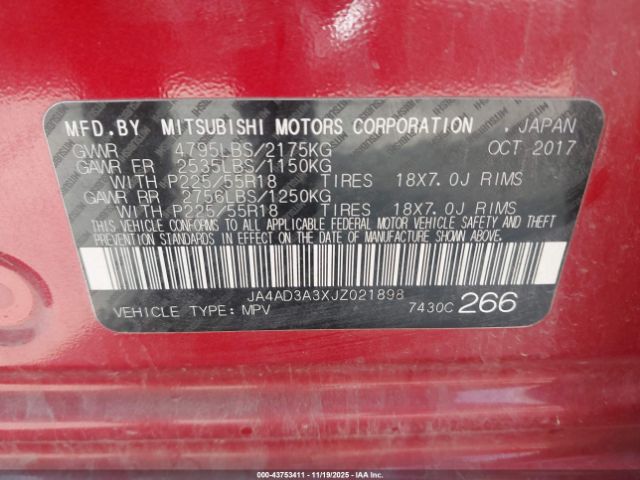 MFD.BY MITSUBISHI MOTORS CORPORATION , JAPAN
GVWR 4795LBS/2175KG OCT 2017
GAWR FR 2535LBS/1150KG
WITH P225/55R18 TIRES 18X7.0J RIMS
GAWR RR 2756LBS/1250KG
WITH P225/55R18 TIRES 18X7.0J RIMS
THIS VEHICLE CONFORMS TO ALL APPLICABLE FEDERAL MOTOR VEHICLE SAFETY AND THEFT
PREVENTION STANDARDS IN EFFECT ON THE DATE OF MANUFACTURE SHOWN ABOVE.
JA4AD3A3XJZ021898
VEHICLE TYPE: MPV 7430C 266
000-43753411 - 11/19/2025 - IAA Inc.